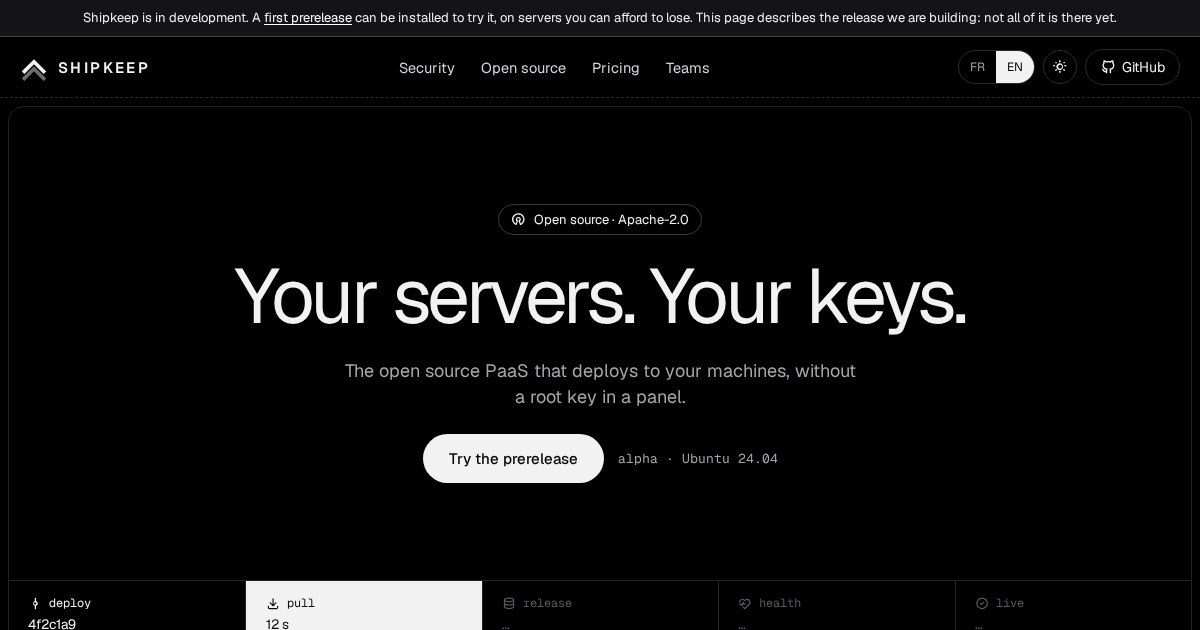 Shipkeep is in development. A first prerelease can be installed to try it, on servers you can afford to lose. This page describes the release we are building: not all of it is there yet.
SHIPKEEP
Security
Open source
Pricing
Teams
FR
EN
GitHub
Open source · Apache-2.0
Your servers. Your keys.
The open source PaaS that deploys to your machines, without
a root key in a panel.
Try the prerelease
alpha · Ubuntu 24.04
deploy
4f2c1a9
pull
12 s
release
…
health
…
live
…